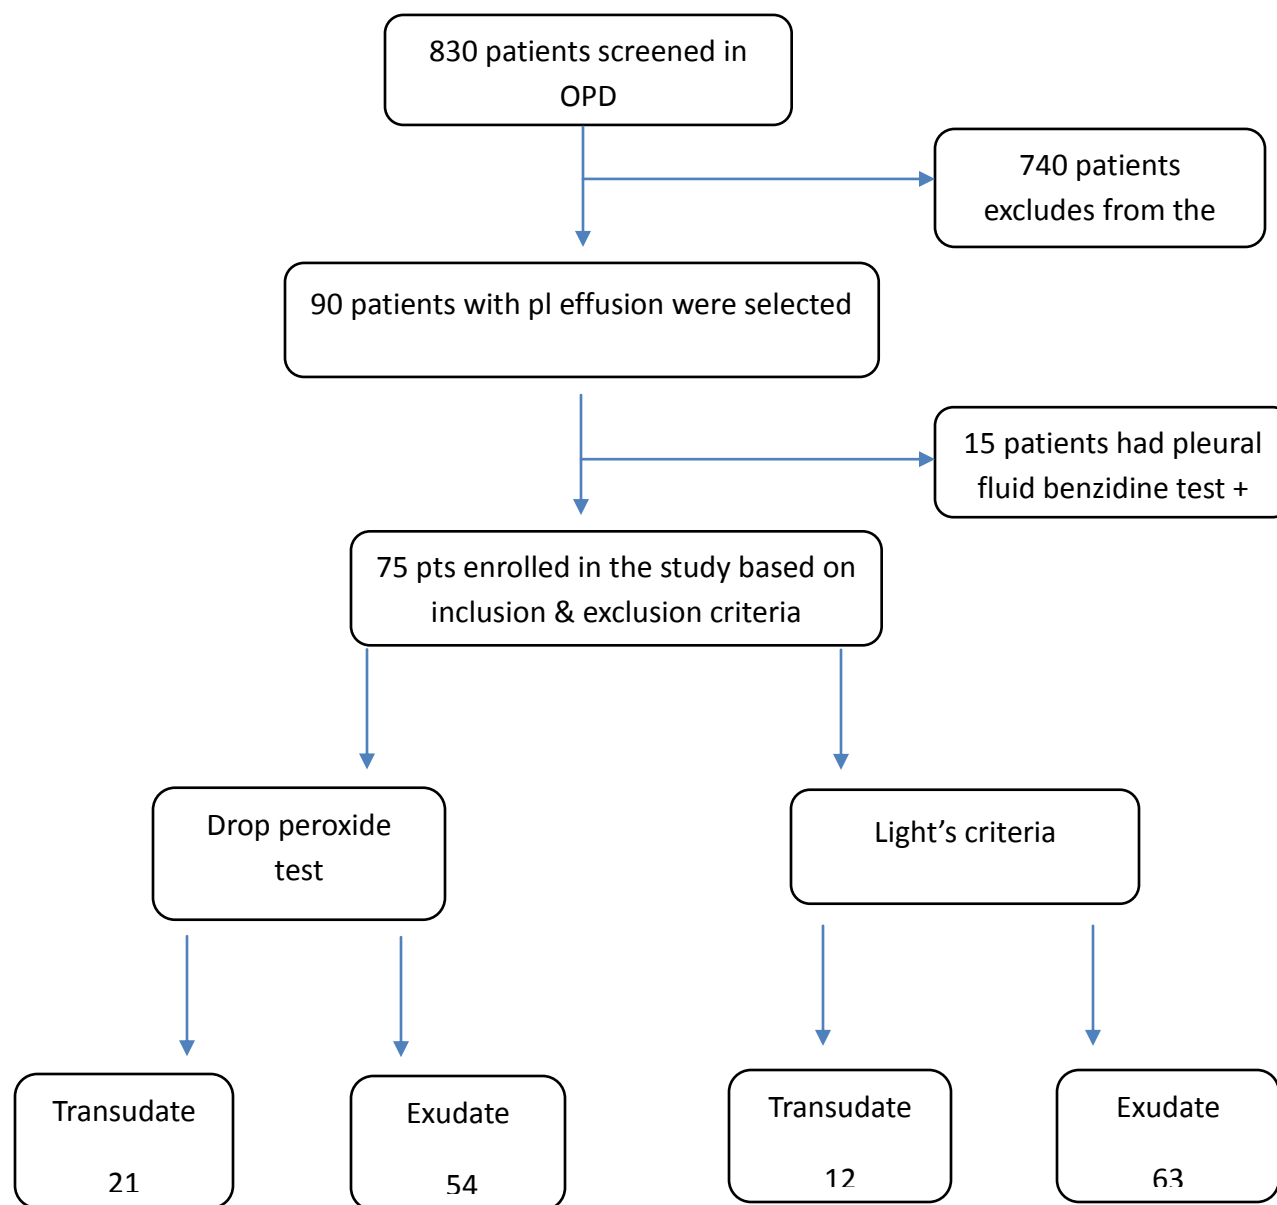 830 patients screened in
OPD
740 patients
excludes from the
90 patients with pl effusion were selected
15 patients had pleural
fluid benzidine test +
75 pts enrolled in the study based on
inclusion & exclusion criteria
Drop peroxide
test
Light’s criteria
Transudate
21
Exudate
54
Transudate
12
Exudate
63